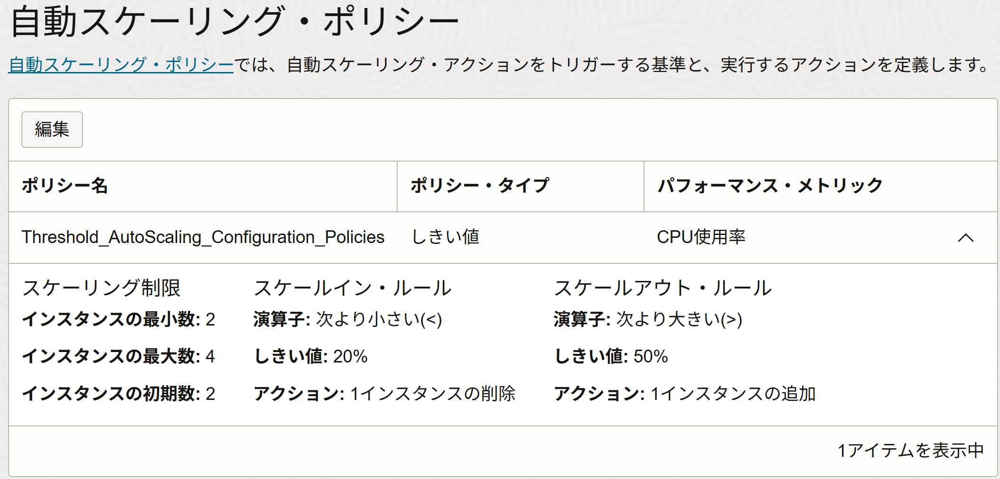 自動スケーリング・ポリシー
自動スケーリング・ポリシーでは、自動スケーリング・アクションをトリガーする基準と、実行するアクションを定義します。
編集
ポリシー名 ポリシー・タイプ パフォーマンス・メトリック
Threshold_AutoScaling_Configuration_Policies しきい値 CPU使用率
スケーリング制限 スケールイン・ルール スケールアウト・ルール
インスタンスの最小数: 2 演算子: 次より小さい(<) 演算子: 次より大きい(>)
インスタンスの最大数: 4 しきい値: 20% しきい値: 50%
インスタンスの初期数: 2 アクション: 1インスタンスの削除 アクション: 1インスタンスの追加
1アイテムを表示中